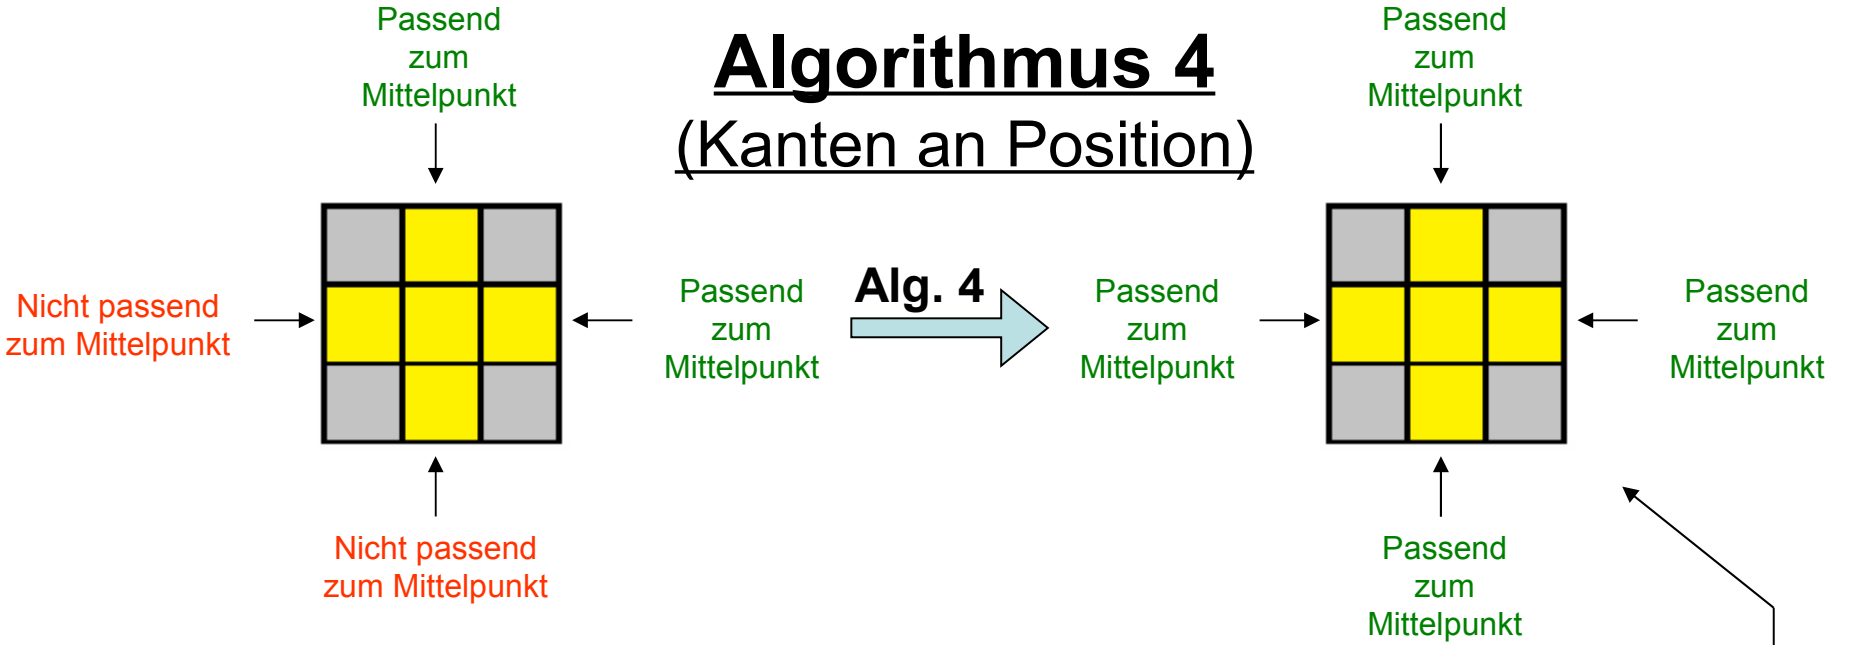 Algorithmus 4
(Kanten an Position)
Passend
zum
Mittelpunkt
Nicht passend
zum Mittelpunkt
Passend
zum
Mittelpunkt
Nicht passend
zum Mittelpunkt
Alg. 4
Passend
zum
Mittelpunkt
Passend
zum
Mittelpunkt
Passend
zum
Mittelpunkt
Passend
zum
Mittelpunkt